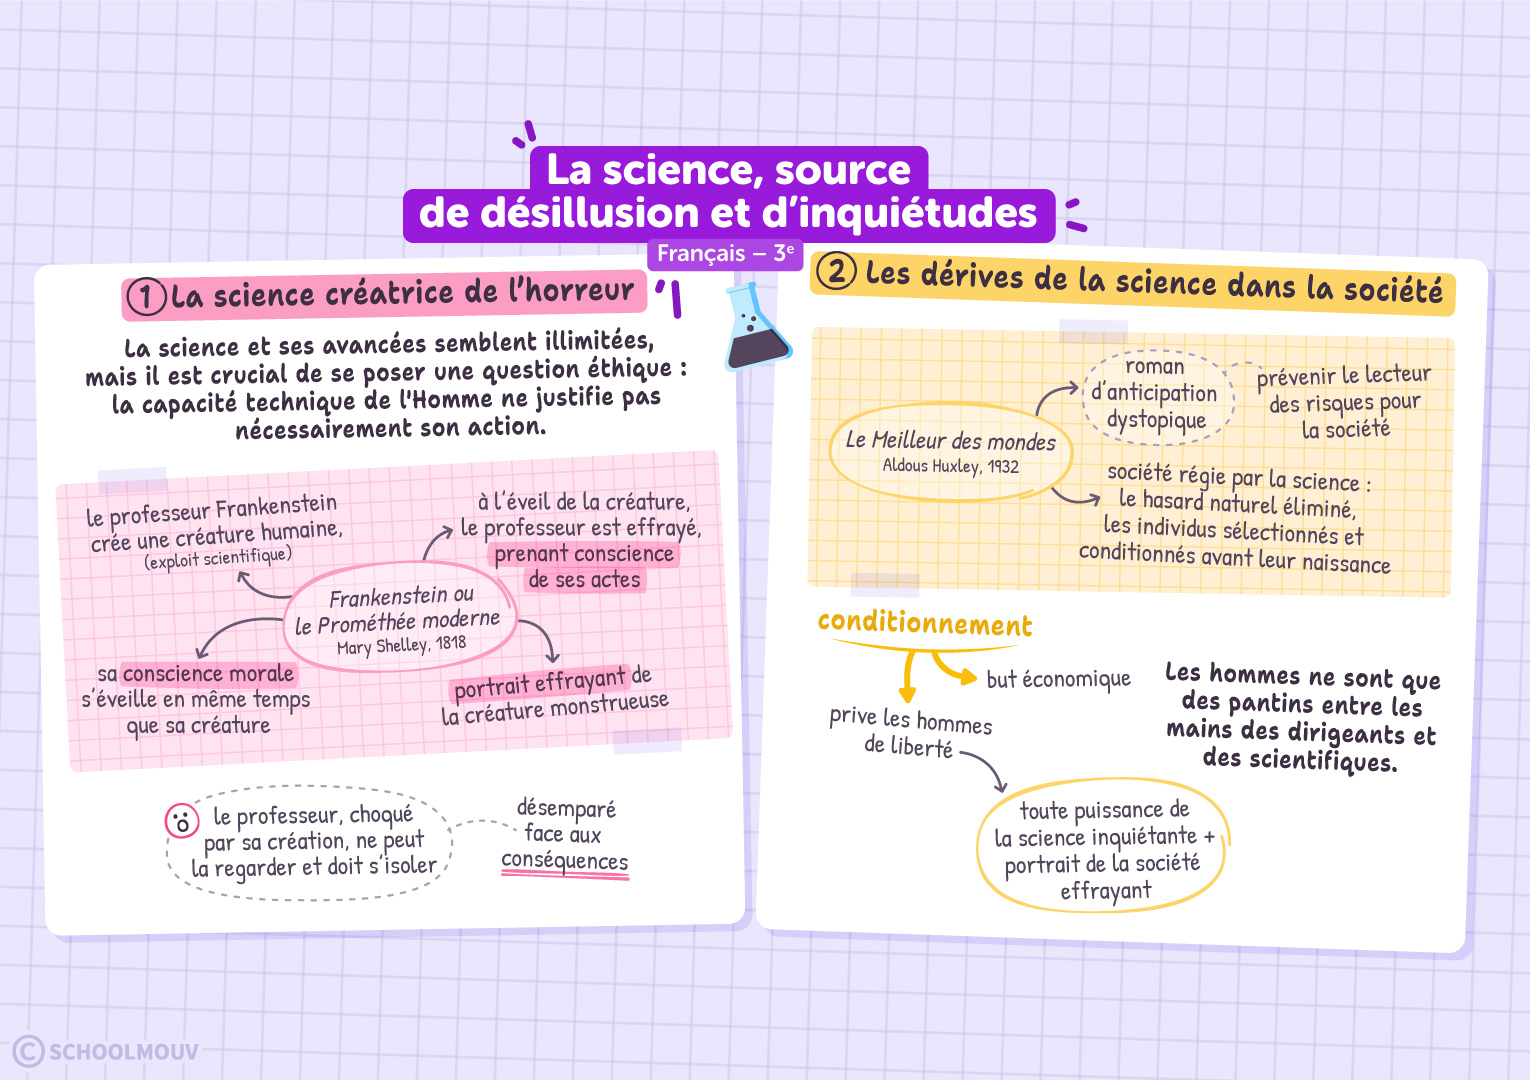 La science, source
de désillusion et d'inquiétudes
Français – 3e
1 La science créatrice de l'horreur
La science et ses avancées semblent illimitées,
mais il est crucial de se poser une question éthique :
la capacité technique de l'Homme ne justifie pas
nécessairement son action.
le professeur Frankenstein
crée une créature humaine,
(exploit scientifique)
à l'éveil de la créature,
le professeur est effrayé,
prenant conscience
de ses actes
Frankenstein ou
le Prométhée moderne
Mary Shelley, 1818
sa conscience morale
s'éveille en même temps
que sa créature
portrait effrayant de
la créature monstrueuse
le professeur, choqué
par sa création, ne peut
la regarder et doit s'isoler
désemparé
face aux
conséquences
2 Les dérives de la science dans la société
Le Meilleur des mondes
Aldous Huxley, 1932
roman
d'anticipation
dystopique
prévenir le lecteur
des risques pour
la société
société régie par la science :
le hasard naturel éliminé,
les individus sélectionnés et
conditionnés avant leur naissance
conditionnement
but économique
prive les hommes
de liberté
toute puissance de
la science inquiétante +
portrait de la société
effrayant
Les hommes ne sont que
des pantins entre les
mains des dirigeants et
des scientifiques.
© SCHOOLMOUV